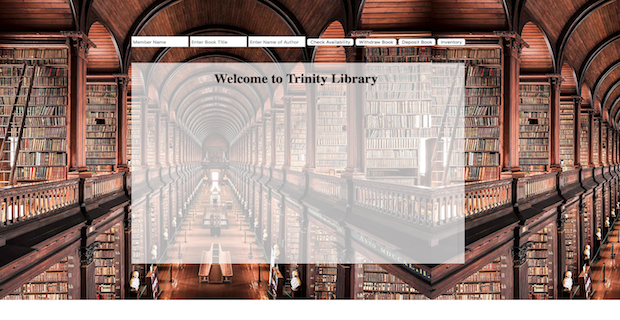 Member Name Enter Book Title Enter Name of Author Check Availability Withdraw Book Deposit Book Inventory
Welcome to Trinity Library